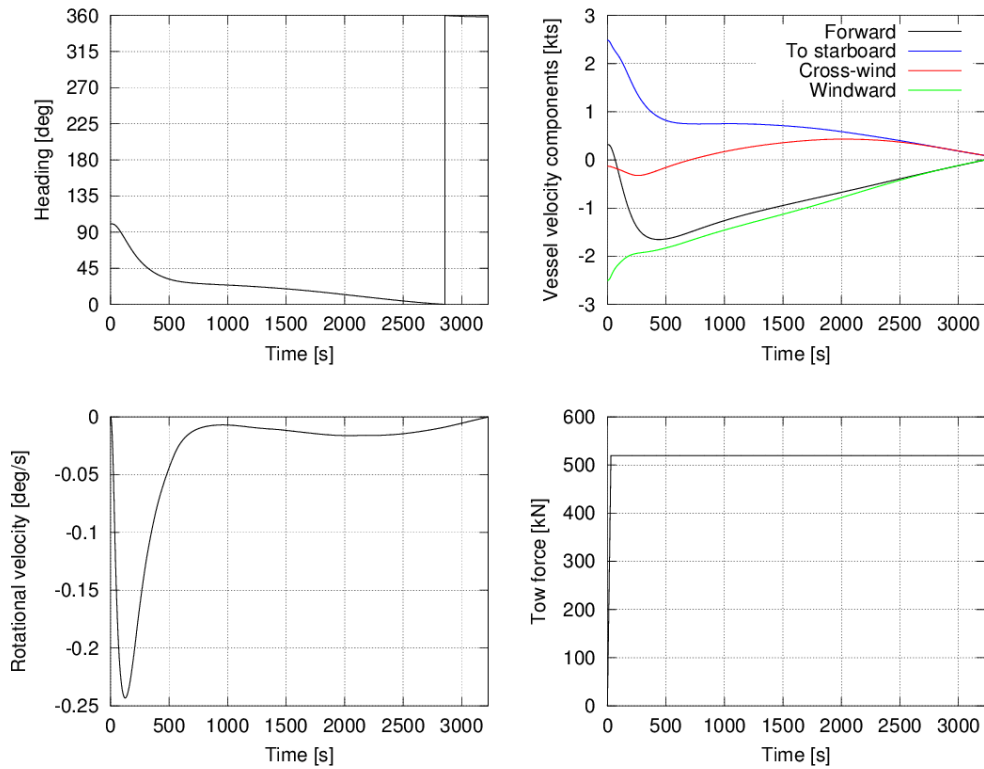 360
315
270
225
180
135
90
45
0
Heading [deg]
0 500 1000 1500 2000 2500 3000
Time [s]
3
2
1
0
-1
-2
-3
Vessel velocity components [kts]
Forward
To starboard
Cross-wind
Windward
0 500 1000 1500 2000 2500 3000
Time [s]
0
-0.05
-0.1
-0.15
-0.2
-0.25
Rotational velocity [deg/s]
0 500 1000 1500 2000 2500 3000
Time [s]
600
500
400
300
200
100
0
Tow force [kN]
0 500 1000 1500 2000 2500 3000
Time [s]